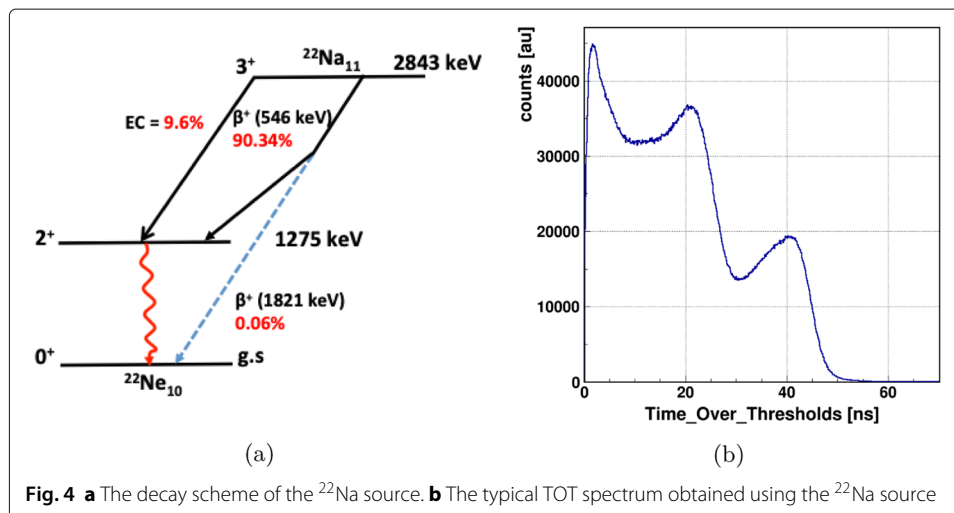 3⁺ ²²Na₁₁ 2843 keV
EC = 9.6%
β⁺ (546 keV)
90.34%
2⁺ 1275 keV
β⁺ (1821 keV)
0.06%
0⁺ g.s
²²Ne₁₀
(a)
counts [au]
40000
30000
20000
10000
0
0 20 40 60
Time_Over_Thresholds [ns]
(b)
Fig. 4 a The decay scheme of the ²²Na source. b The typical TOT spectrum obtained using the ²²Na source